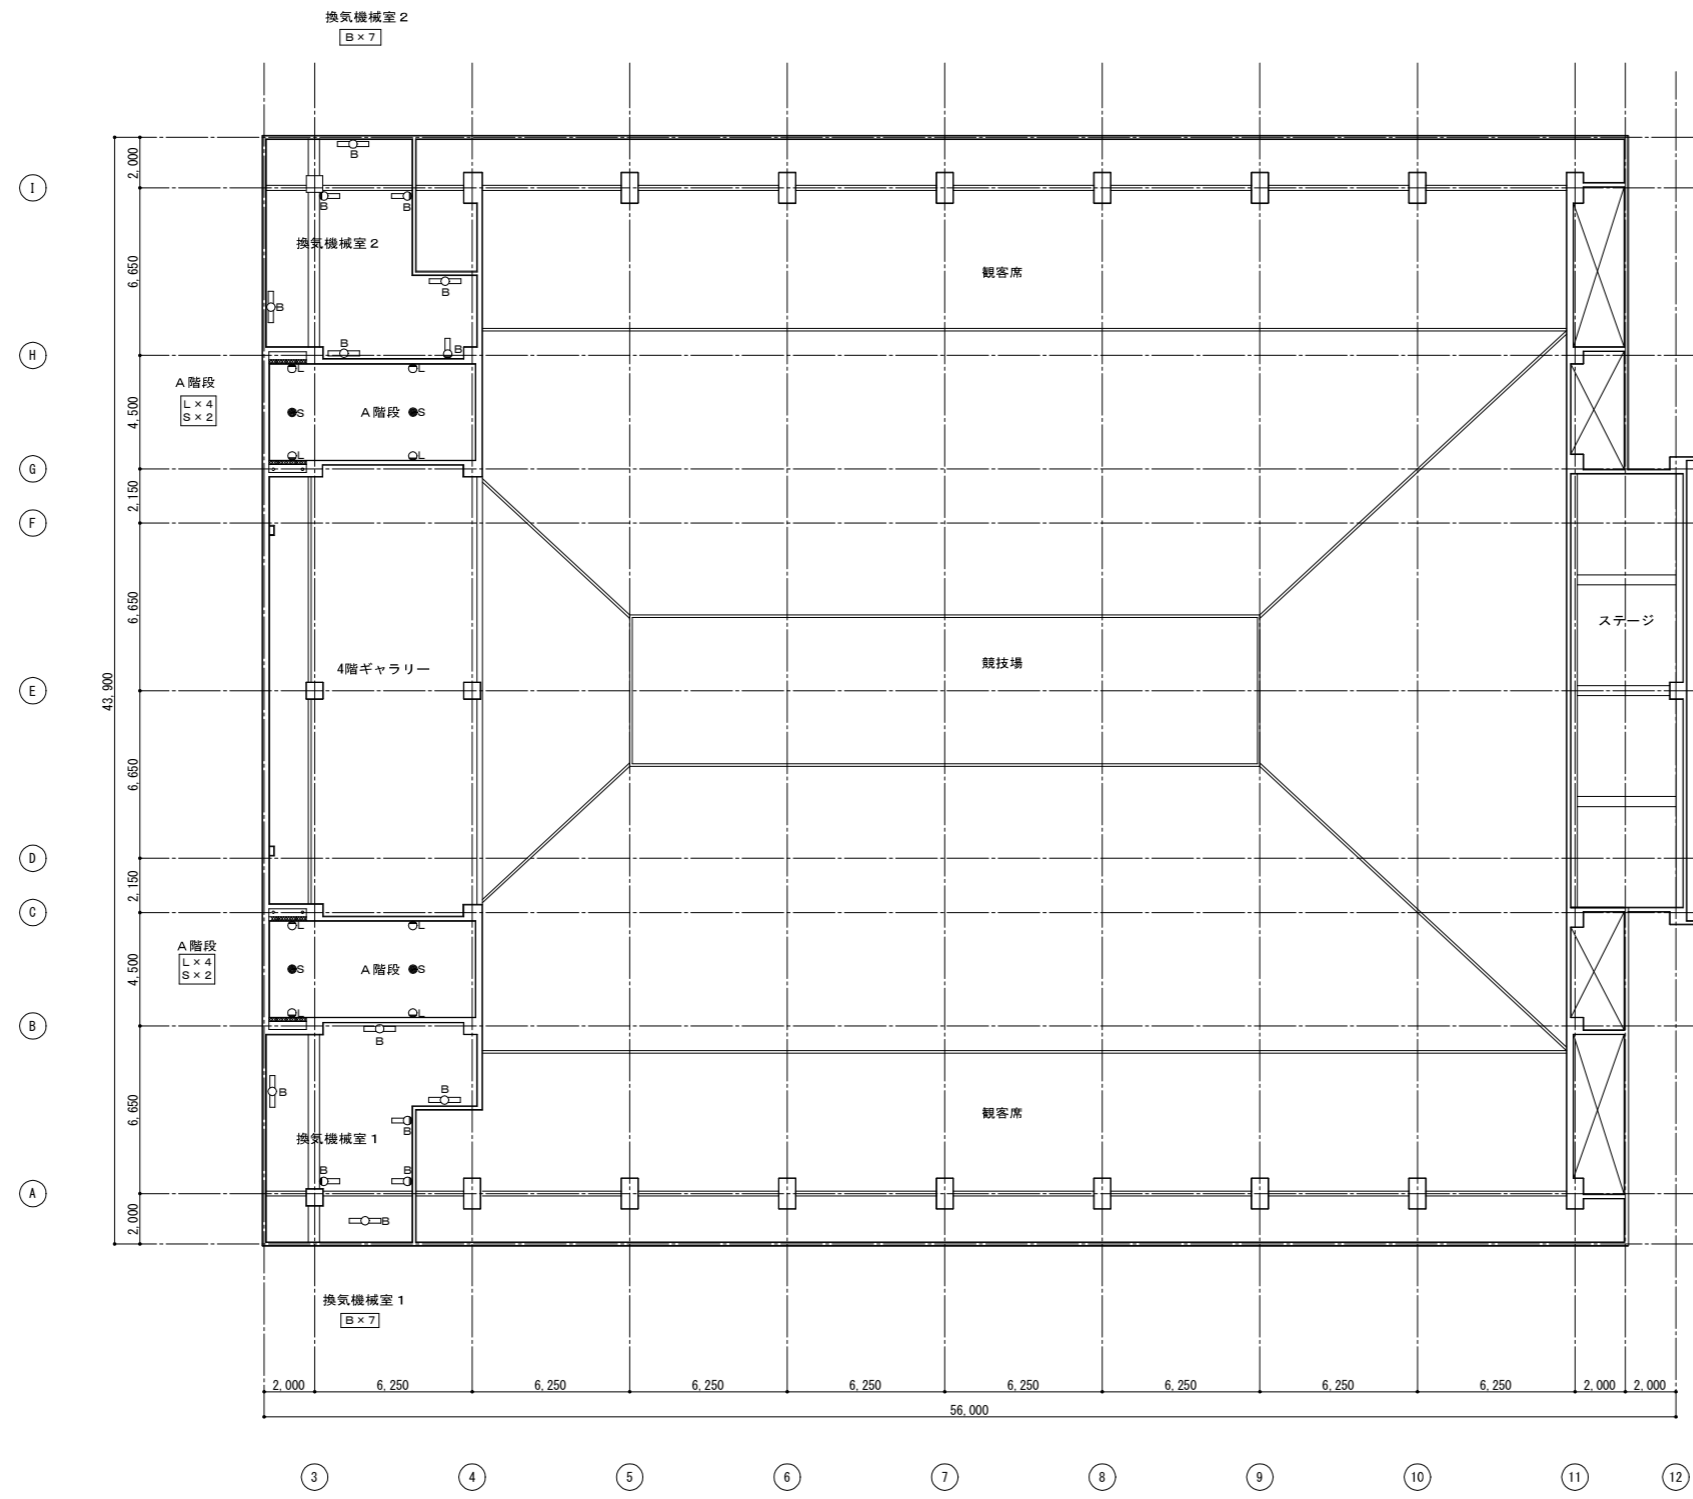 換気機械室２
B×7
2,000
I
B
B
B
換気機械室２
6,650
観客席
B
B
B
B
H
A階段
L×4
S×2
L
L
4,500
S
A階段
S
L
L
G
2,150
F
6,650
ステージ
競技場
4階ギャラリー
43,900
E
6,650
D
2,150
C
L
L
A階段
L×4
S×2
4,500
S
A階段
S
L
L
B
B
B
B
6,650
観客席
B
換気機械室１
B
B
A
2,000
B
換気機械室１
B×7
2,000
6,250
6,250
6,250
6,250
6,250
6,250
6,250
6,250
2,000
2,000
56,000
3
4
5
6
7
8
9
10
11
12